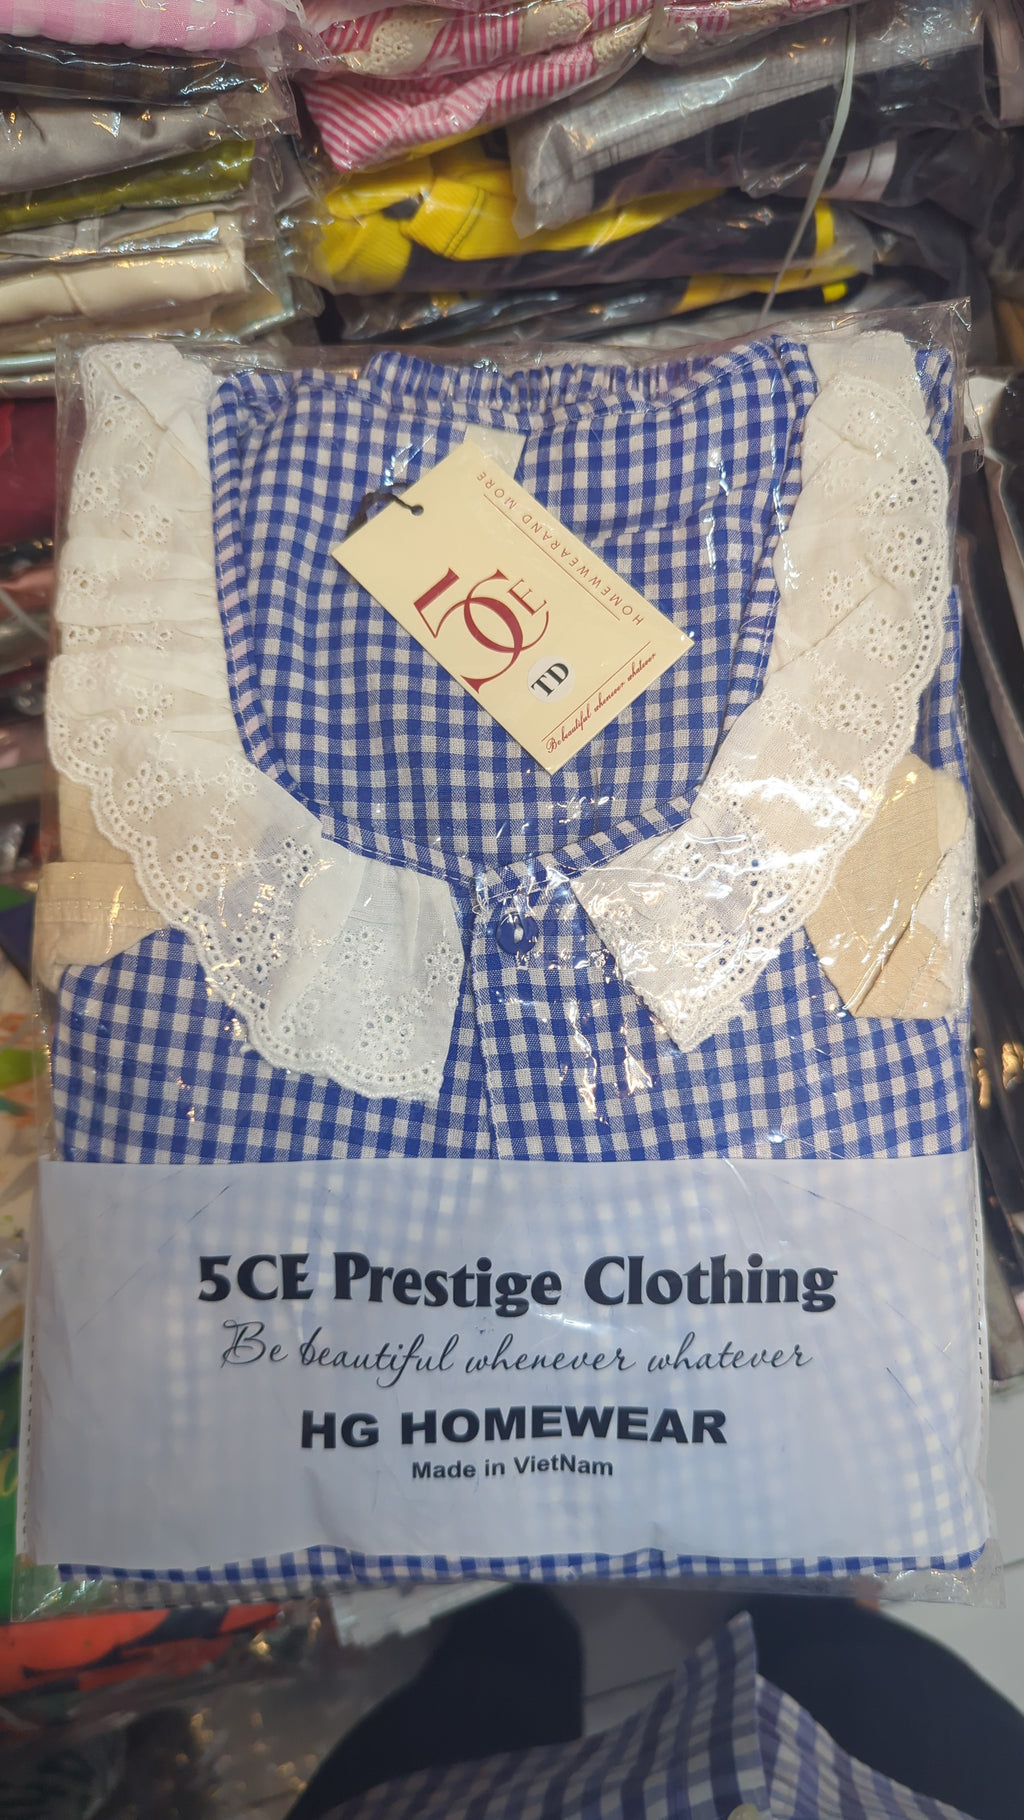 HOMEWWEARAND MORE
5CE
TD
Be beautiful whenever whatever
5CE Prestige Clothing
Be beautiful whenever whatever
HG HOMEWEAR
Made in VietNam